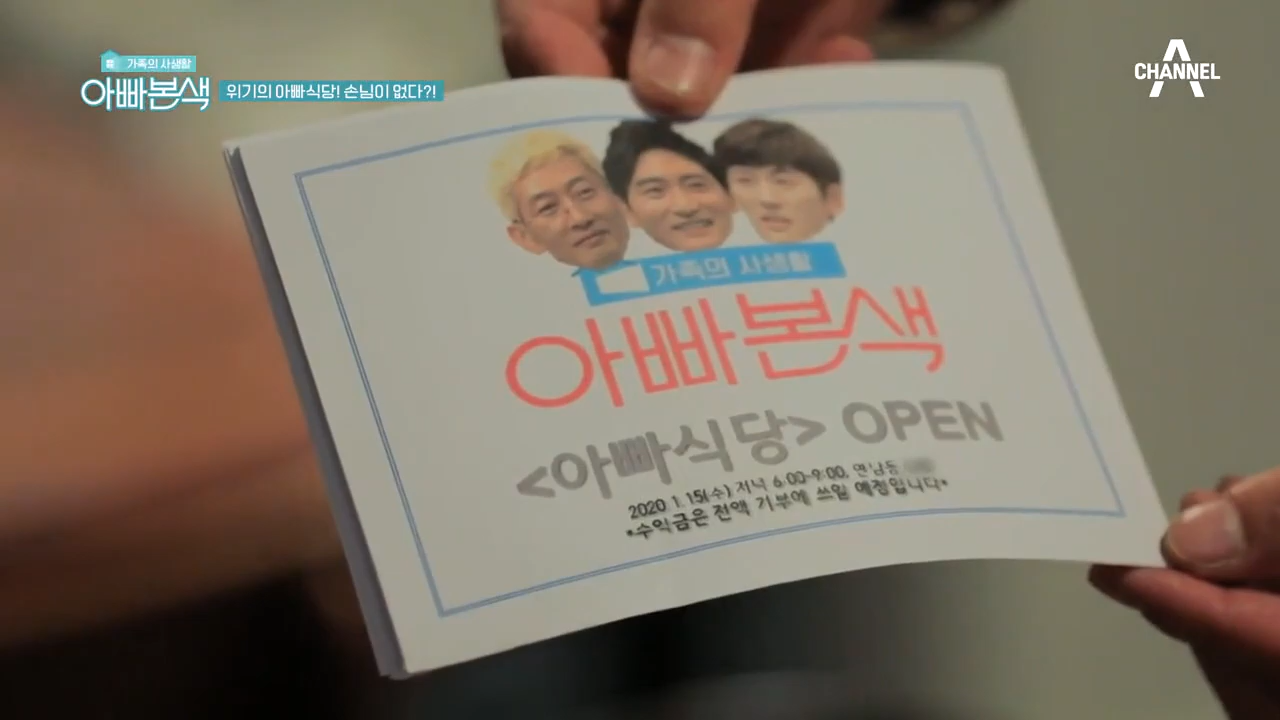 가족의 사생활
아빠본색 위기의 아빠식당! 손님이 없다?!
CHANNEL A
가족의 사생활
아빠본색
<아빠식당> OPEN
2020. 1. 15(수) 저녁 6:00-9:00, 연남동
*수익금은 전액 기부에 쓰일 예정입니다*